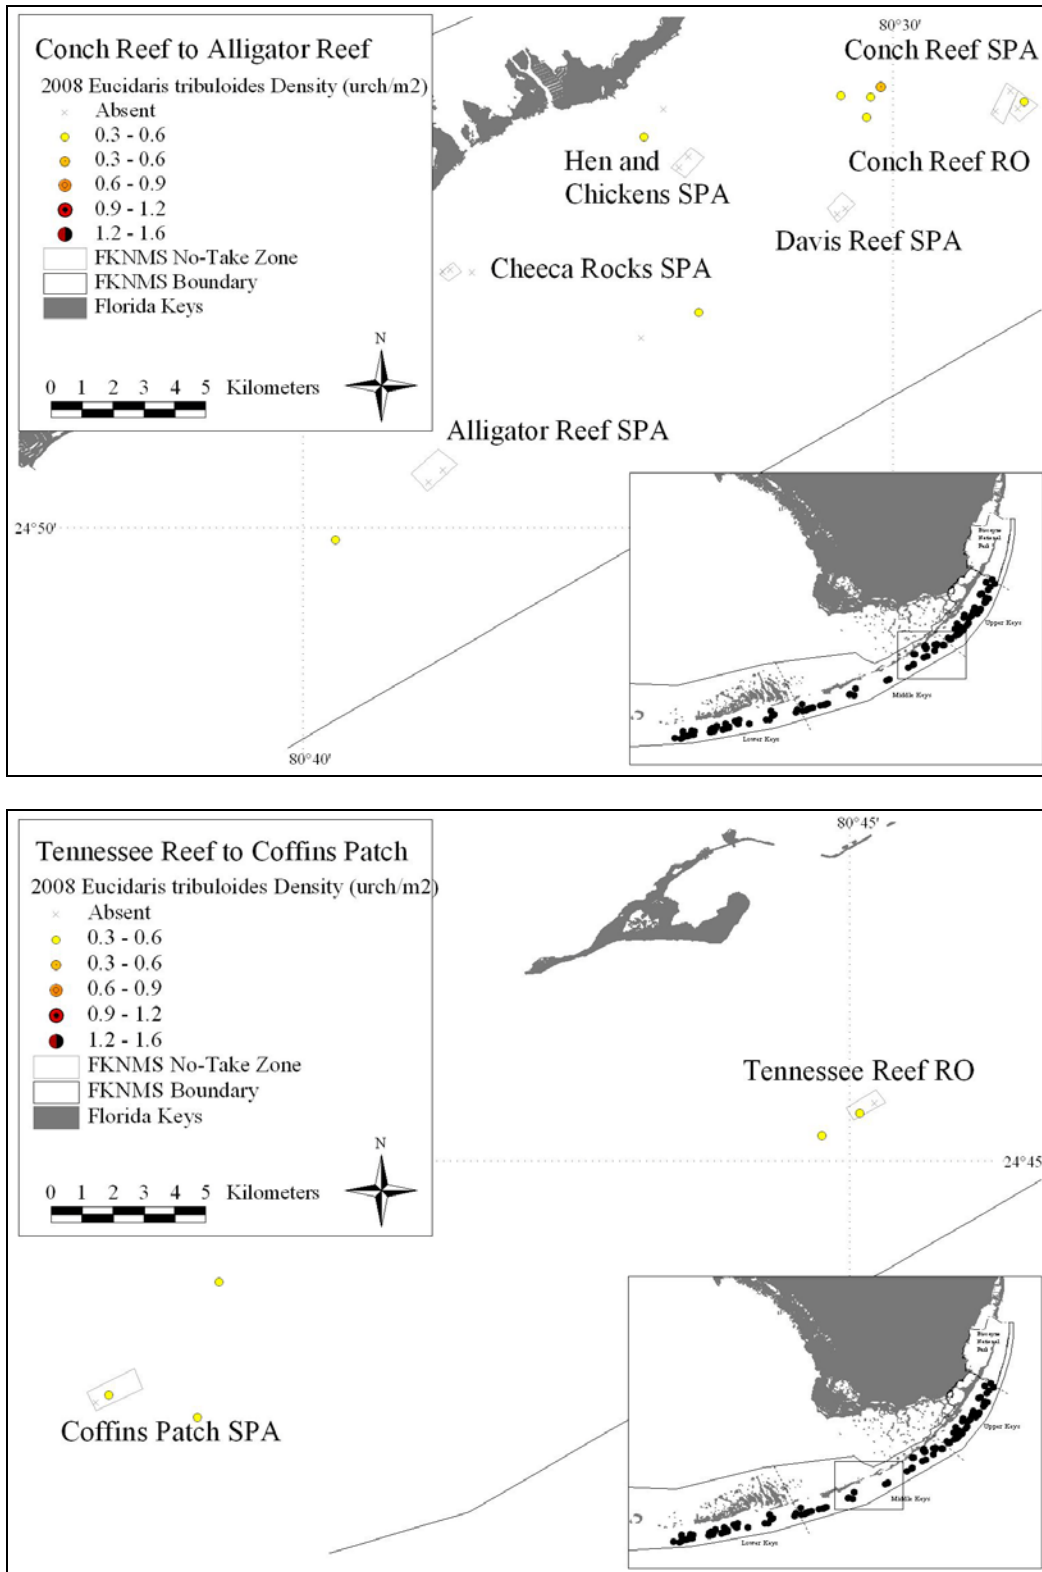 Conch Reef to Alligator Reef
2008 Eucidaris tribuloides Density (urch/m2)
Absent
0.3 - 0.6
0.3 - 0.6
0.6 - 0.9
0.9 - 1.2
1.2 - 1.6
FKNMS No-Take Zone
FKNMS Boundary
Florida Keys
N
0 1 2 3 4 5 Kilometers
80°30'
Conch Reef SPA
Hen and
Chickens SPA
Conch Reef RO
Davis Reef SPA
Cheeca Rocks SPA
Alligator Reef SPA
24°50'
80°40'
Biscayne
National
Park
Upper Keys
Middle Keys
Lower Keys
Tennessee Reef to Coffins Patch
2008 Eucidaris tribuloides Density (urch/m2)
Absent
0.3 - 0.6
0.3 - 0.6
0.6 - 0.9
0.9 - 1.2
1.2 - 1.6
FKNMS No-Take Zone
FKNMS Boundary
Florida Keys
N
0 1 2 3 4 5 Kilometers
80°45'
Tennessee Reef RO
24°45'
Coffins Patch SPA
Biscayne
National
Park
Upper Keys
Middle Keys
Lower Keys